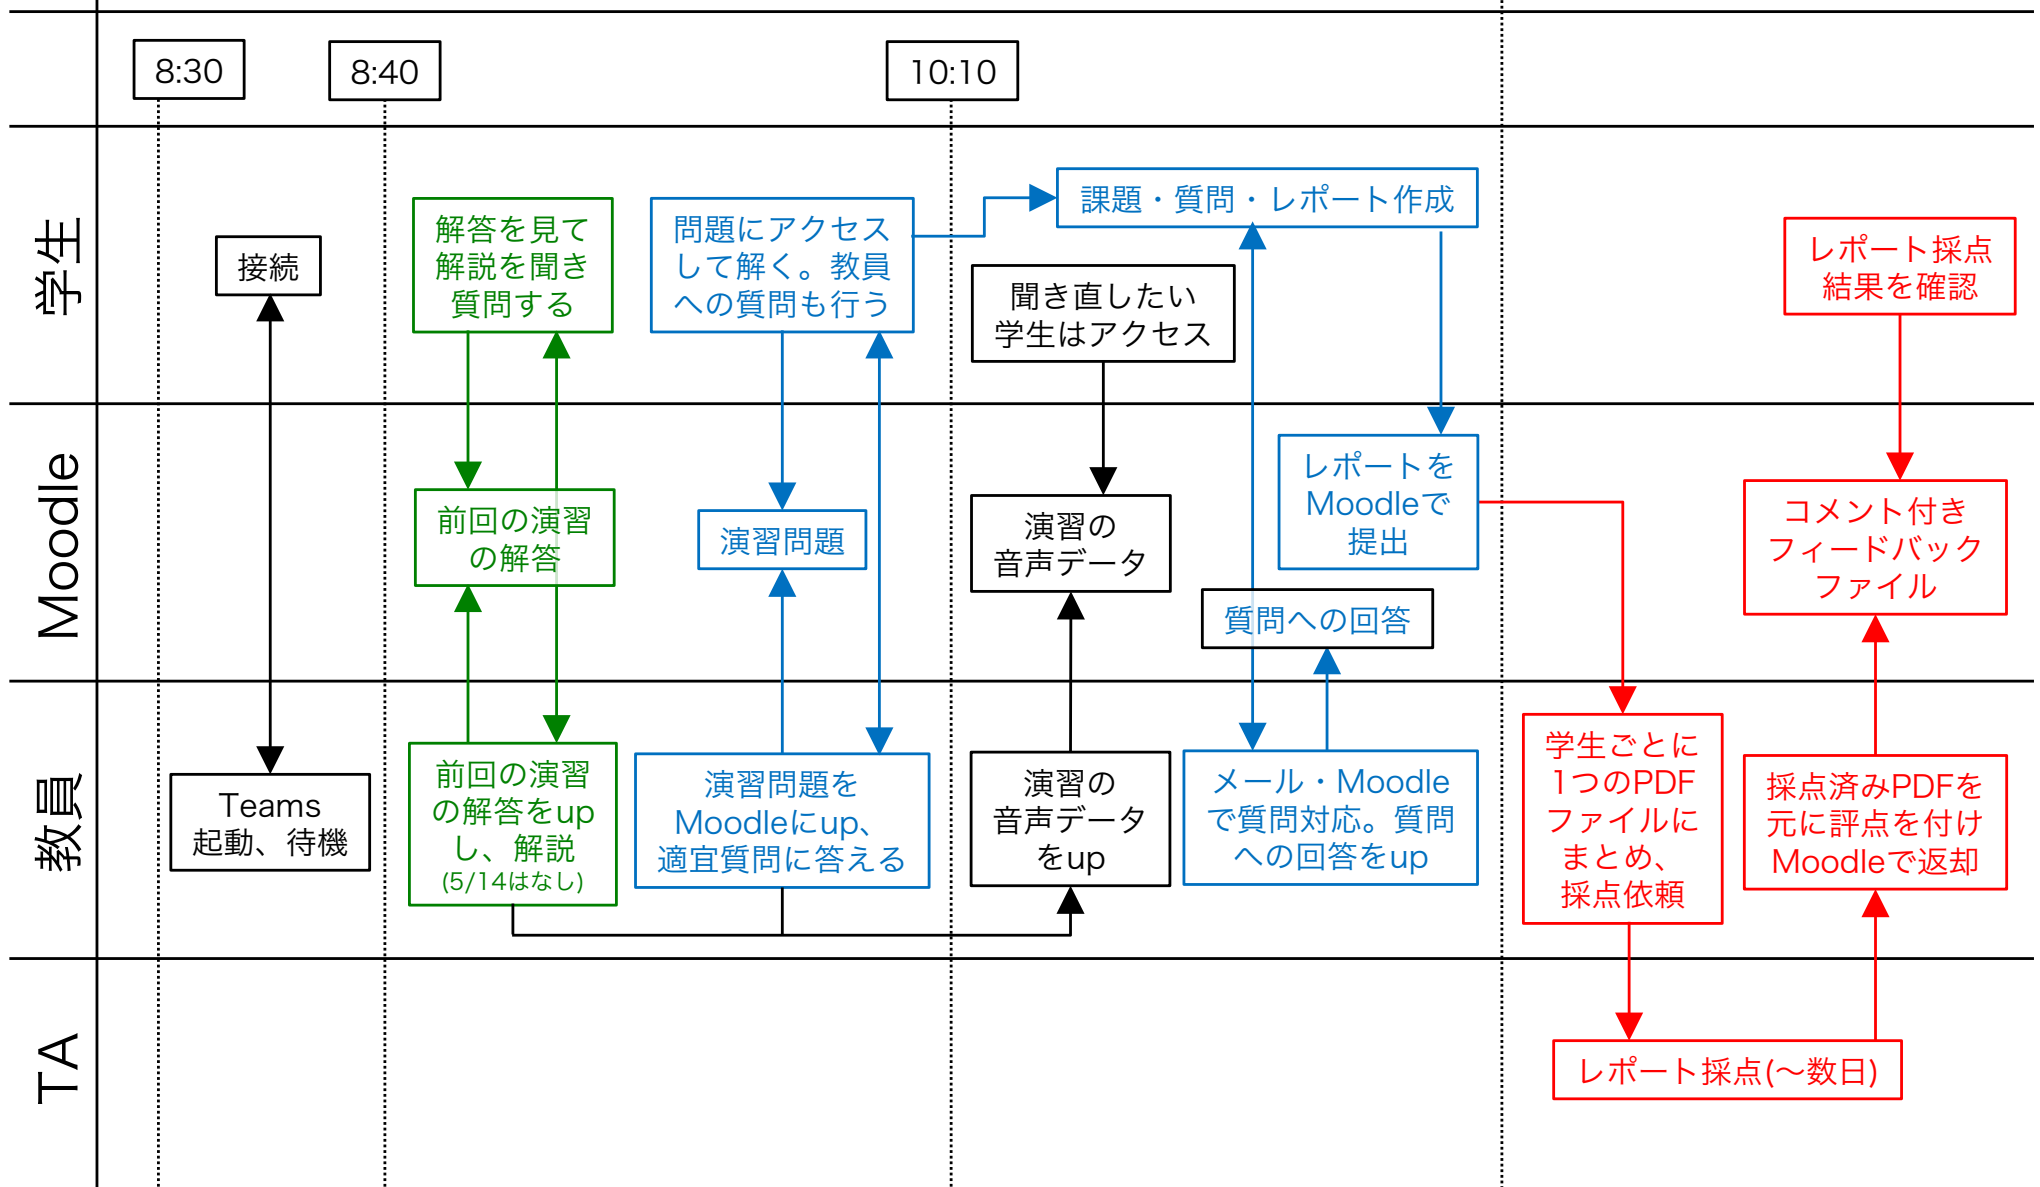 8:30
8:40
10:10
学生
接続
解答を見て
解説を聞き
質問する
問題にアクセス
して解く。教員
への質問も行う
課題・質問・レポート作成
聞き直したい
学生はアクセス
レポート採点
結果を確認
Moodle
前回の演習
の解答
演習問題
演習の
音声データ
レポートを
Moodleで
提出
質問への回答
コメント付き
フィードバック
ファイル
教員
Teams
起動、待機
前回の演習
の解答をup
し、解説
(5/14はなし)
演習問題を
Moodleにup、
適宜質問に答える
演習の
音声データ
をup
メール・Moodle
で質問対応。質問
への回答をup
学生ごとに
1つのPDF
ファイルに
まとめ、
採点依頼
採点済みPDFを
元に評点を付け
Moodleで返却
TA
レポート採点(〜数日)